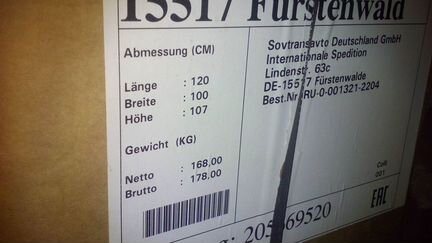 15517 Fürstenwald
Abmessung (CM)
Länge : 120
Breite : 100
Höhe : 107
Gewicht (KG)
Netto : 168,00
Brutto : 178,00
Sovtransavto Deutschland GmbH
Internationale Spedition
Lindenstr. 63c
DE-15517 Fürstenwalde
Best.Nr. RU-0-001321-2204
Colli
001
EAC